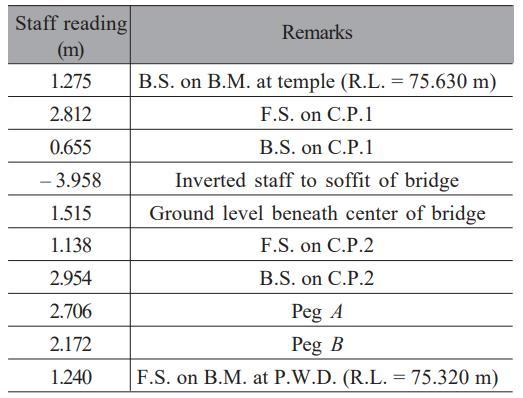 Staff reading Remarks
(m)
1.275 B.S. on B.M. at temple (R.L. = 75.630 m)
2.812 F.S. on C.P.1
0.655 B.S. on C.P.1
– 3.958 Inverted staff to soffit of bridge
1.515 Ground level beneath center of bridge
1.138 F.S. on C.P.2
2.954 B.S. on C.P.2
2.706 Peg A
2.172 Peg B
1.240 F.S. on B.M. at P.W.D. (R.L. = 75.320 m)